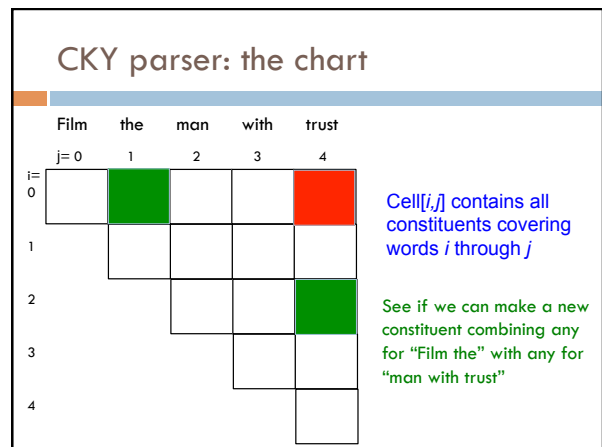 CKY parser: the chart
Film the man with trust
j= 0 1 2 3 4
i=
0
1
2
3
4
Cell[i,j] contains all
constituents covering
words i through j
See if we can make a new
constituent combining any
for “Film the” with any for
“man with trust”